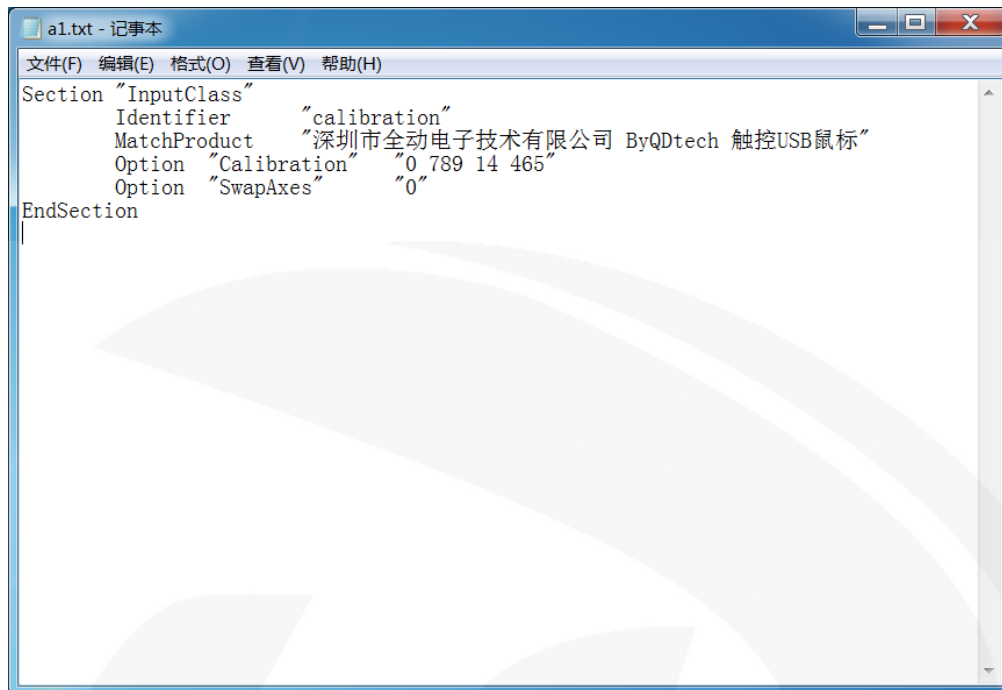 a1.txt - 记事本
文件(F) 编辑(E) 格式(O) 查看(V) 帮助(H)
Section "InputClass"
Identifier "calibration"
MatchProduct "深圳市全动电子技术有限公司 ByQDtech 触控USB鼠标"
Option "Calibration" "0 789 14 465"
Option "SwapAxes" "0"
EndSection